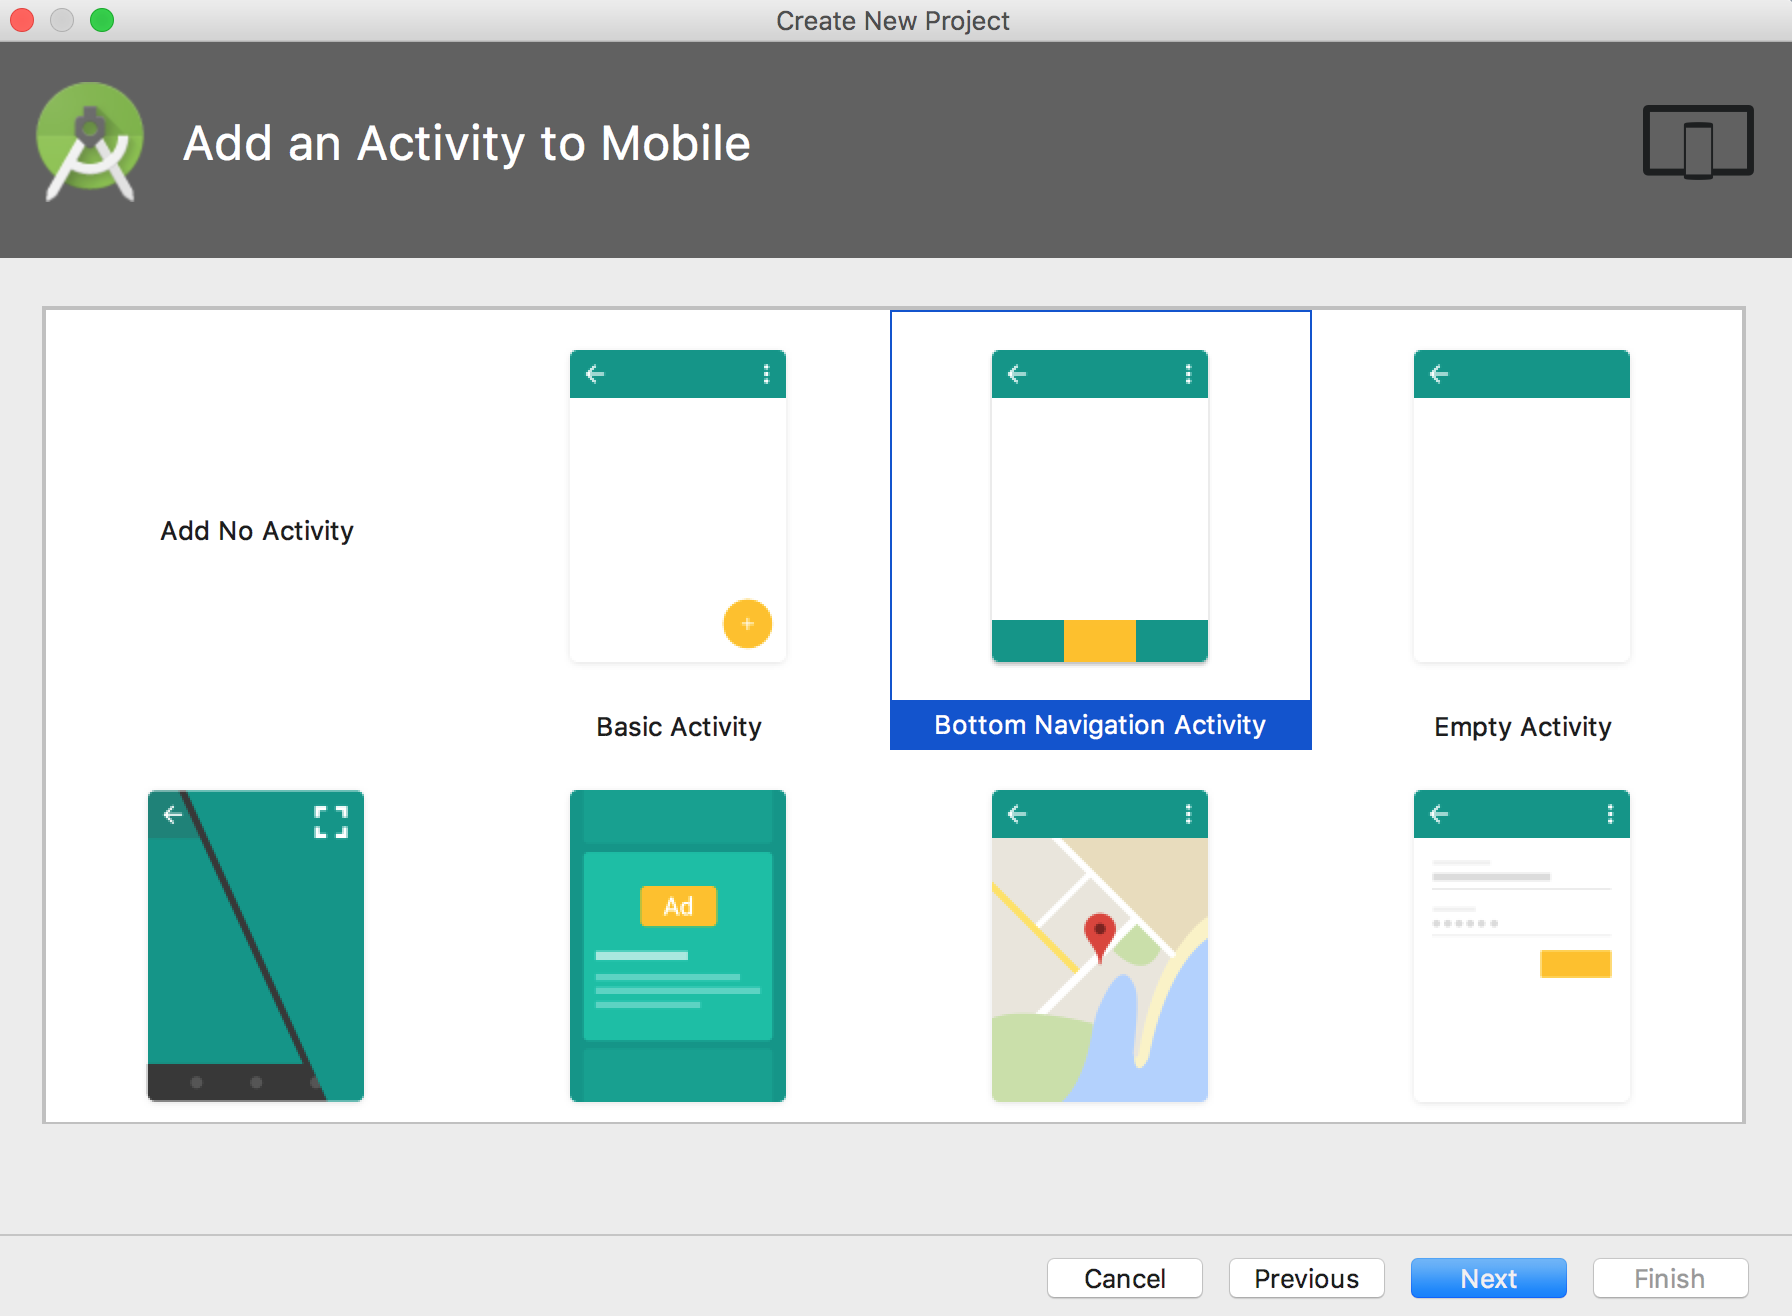 Create New Project
Add an Activity to Mobile
Add No Activity
Basic Activity
Bottom Navigation Activity
Empty Activity
Ad
Cancel
Previous
Next
Finish